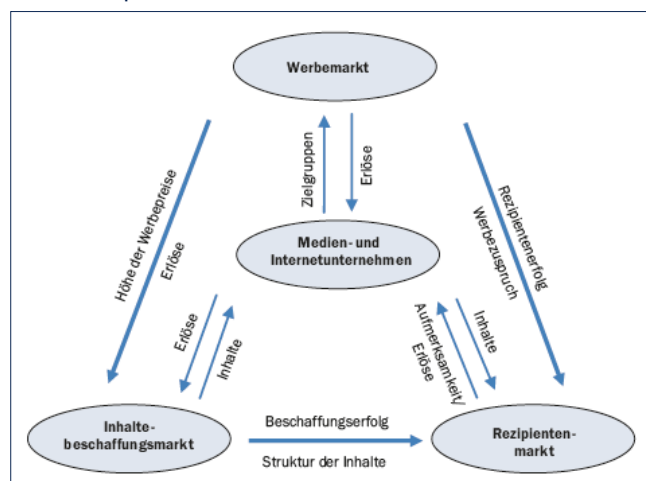 Werbemarkt
Höhe der Werbepreise
Erlöse
Zielgruppen
Erlöse
Rezipientenerfolg
Werbezuspruch
Medien- und
Internetunternehmen
Erlöse
Inhalte
Aufmerksamkeit/
Erlöse
Inhalte
Inhalte-
beschaffungsmarkt
Beschaffungserfolg
Struktur der Inhalte
Rezipienten-
markt